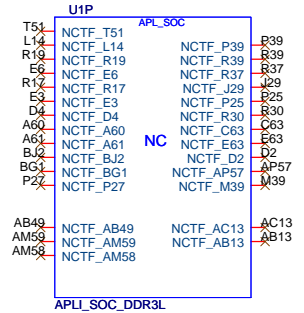 U1P
APL_SOC
T51 NCTF_T51
L14 NCTF_L14 NCTF_P39 P39
R19 NCTF_R19 NCTF_R39 R39
E6 NCTF_E6 NCTF_R37 R37
R17 NCTF_R17 NCTF_J29 J29
E3 NCTF_E3 NCTF_P25 P25
D4 NCTF_D4 NCTF_R30 R30
A60 NCTF_A60 NCTF_C63 C63
A61 NCTF_A61 NC NCTF_E63 E63
BJ2 NCTF_BJ2 NCTF_D2 D2
BG1 NCTF_BG1 NCTF_AP57 AP57
P27 NCTF_P27 NCTF_M39 M39
AB49 NCTF_AB49 NCTF_AC13 AC13
AM59 NCTF_AM59 NCTF_AB13 AB13
AM58 NCTF_AM58
APLI_SOC_DDR3L